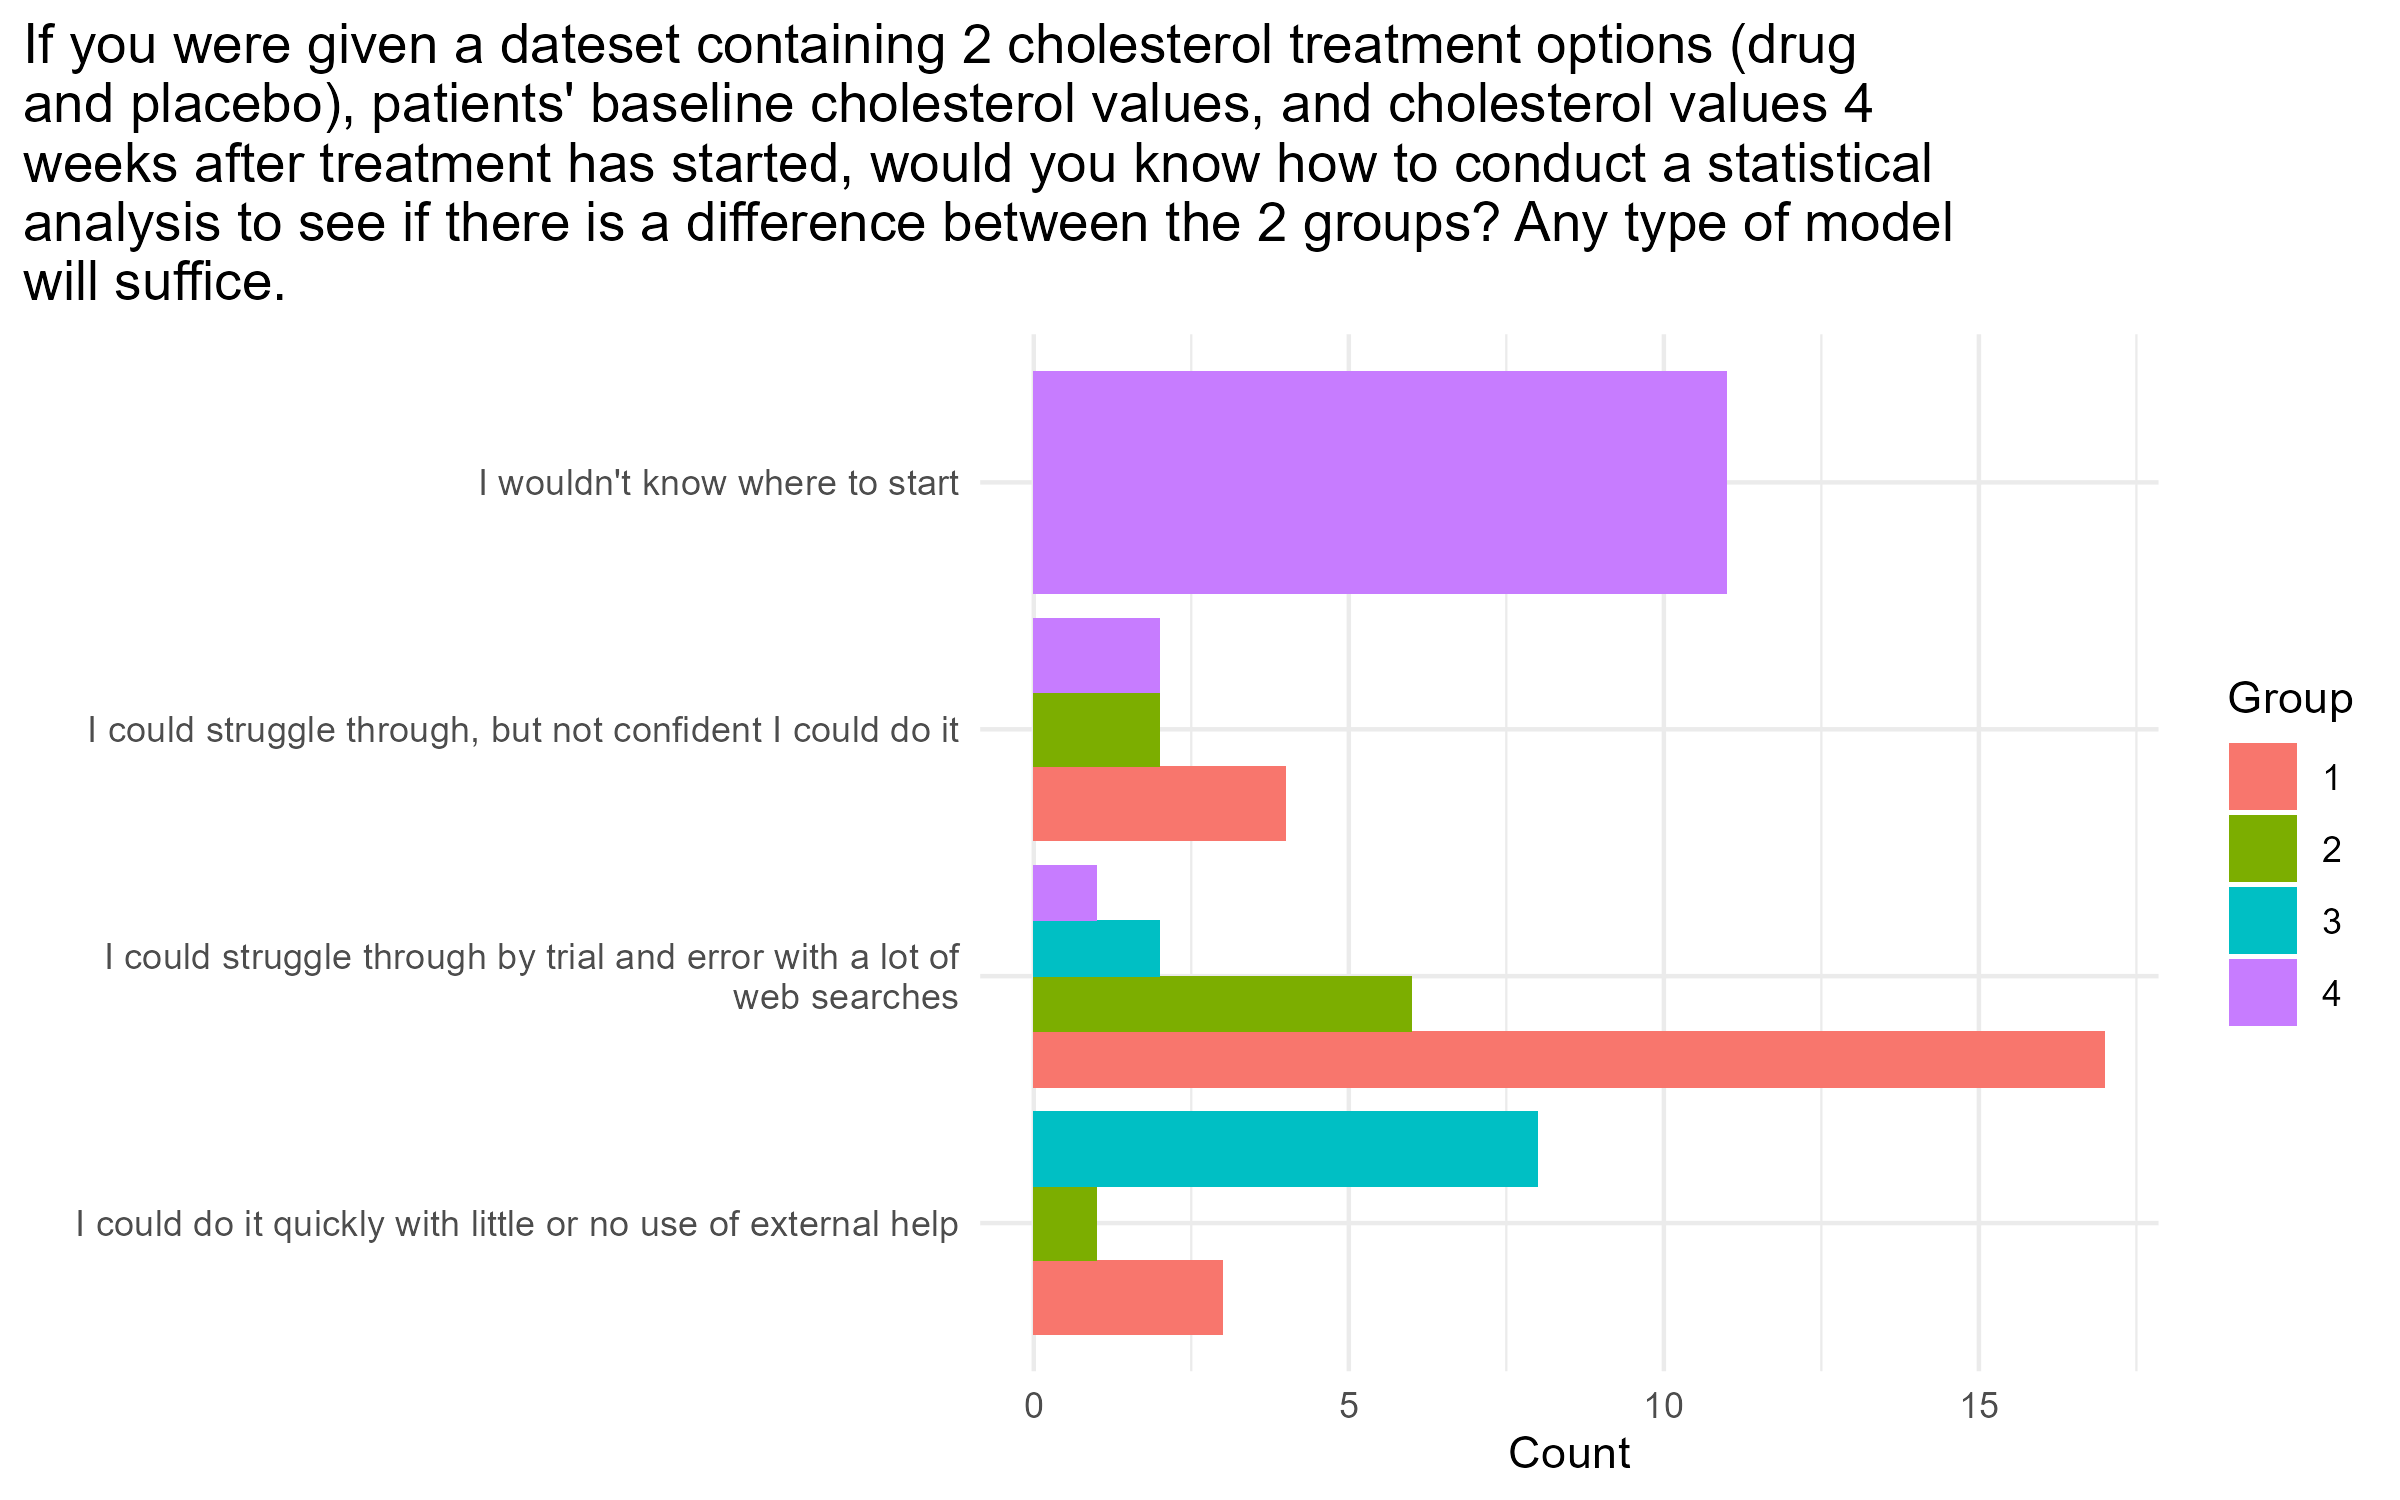 If you were given a dateset containing 2 cholesterol treatment options (drug
and placebo), patients' baseline cholesterol values, and cholesterol values 4
weeks after treatment has started, would you know how to conduct a statistical
analysis to see if there is a difference between the 2 groups? Any type of model
will suffice.
I wouldn't know where to start
I could struggle through, but not confident I could do it
I could struggle through by trial and error with a lot of
web searches
I could do it quickly with little or no use of external help
0
5
10
15
Count
Group
1
2
3
4